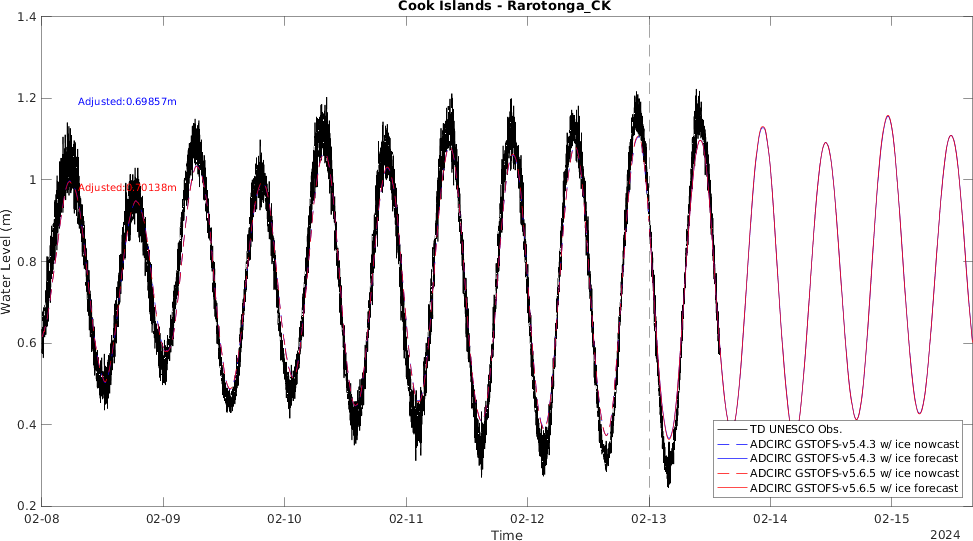 Cook Islands - Rarotonga_CK
1.4
1.2
1
0.8
0.6
0.4
0.2
Water Level (m)
Adjusted:0.69857m
Adjusted:0.70138m
TD UNESCO Obs.
ADCIRC GSTOFS-v5.4.3 w/ ice nowcast
ADCIRC GSTOFS-v5.4.3 w/ ice forecast
ADCIRC GSTOFS-v5.6.5 w/ ice nowcast
ADCIRC GSTOFS-v5.6.5 w/ ice forecast
02-08 02-09 02-10 02-11 02-12 02-13 02-14 02-15
Time
2024